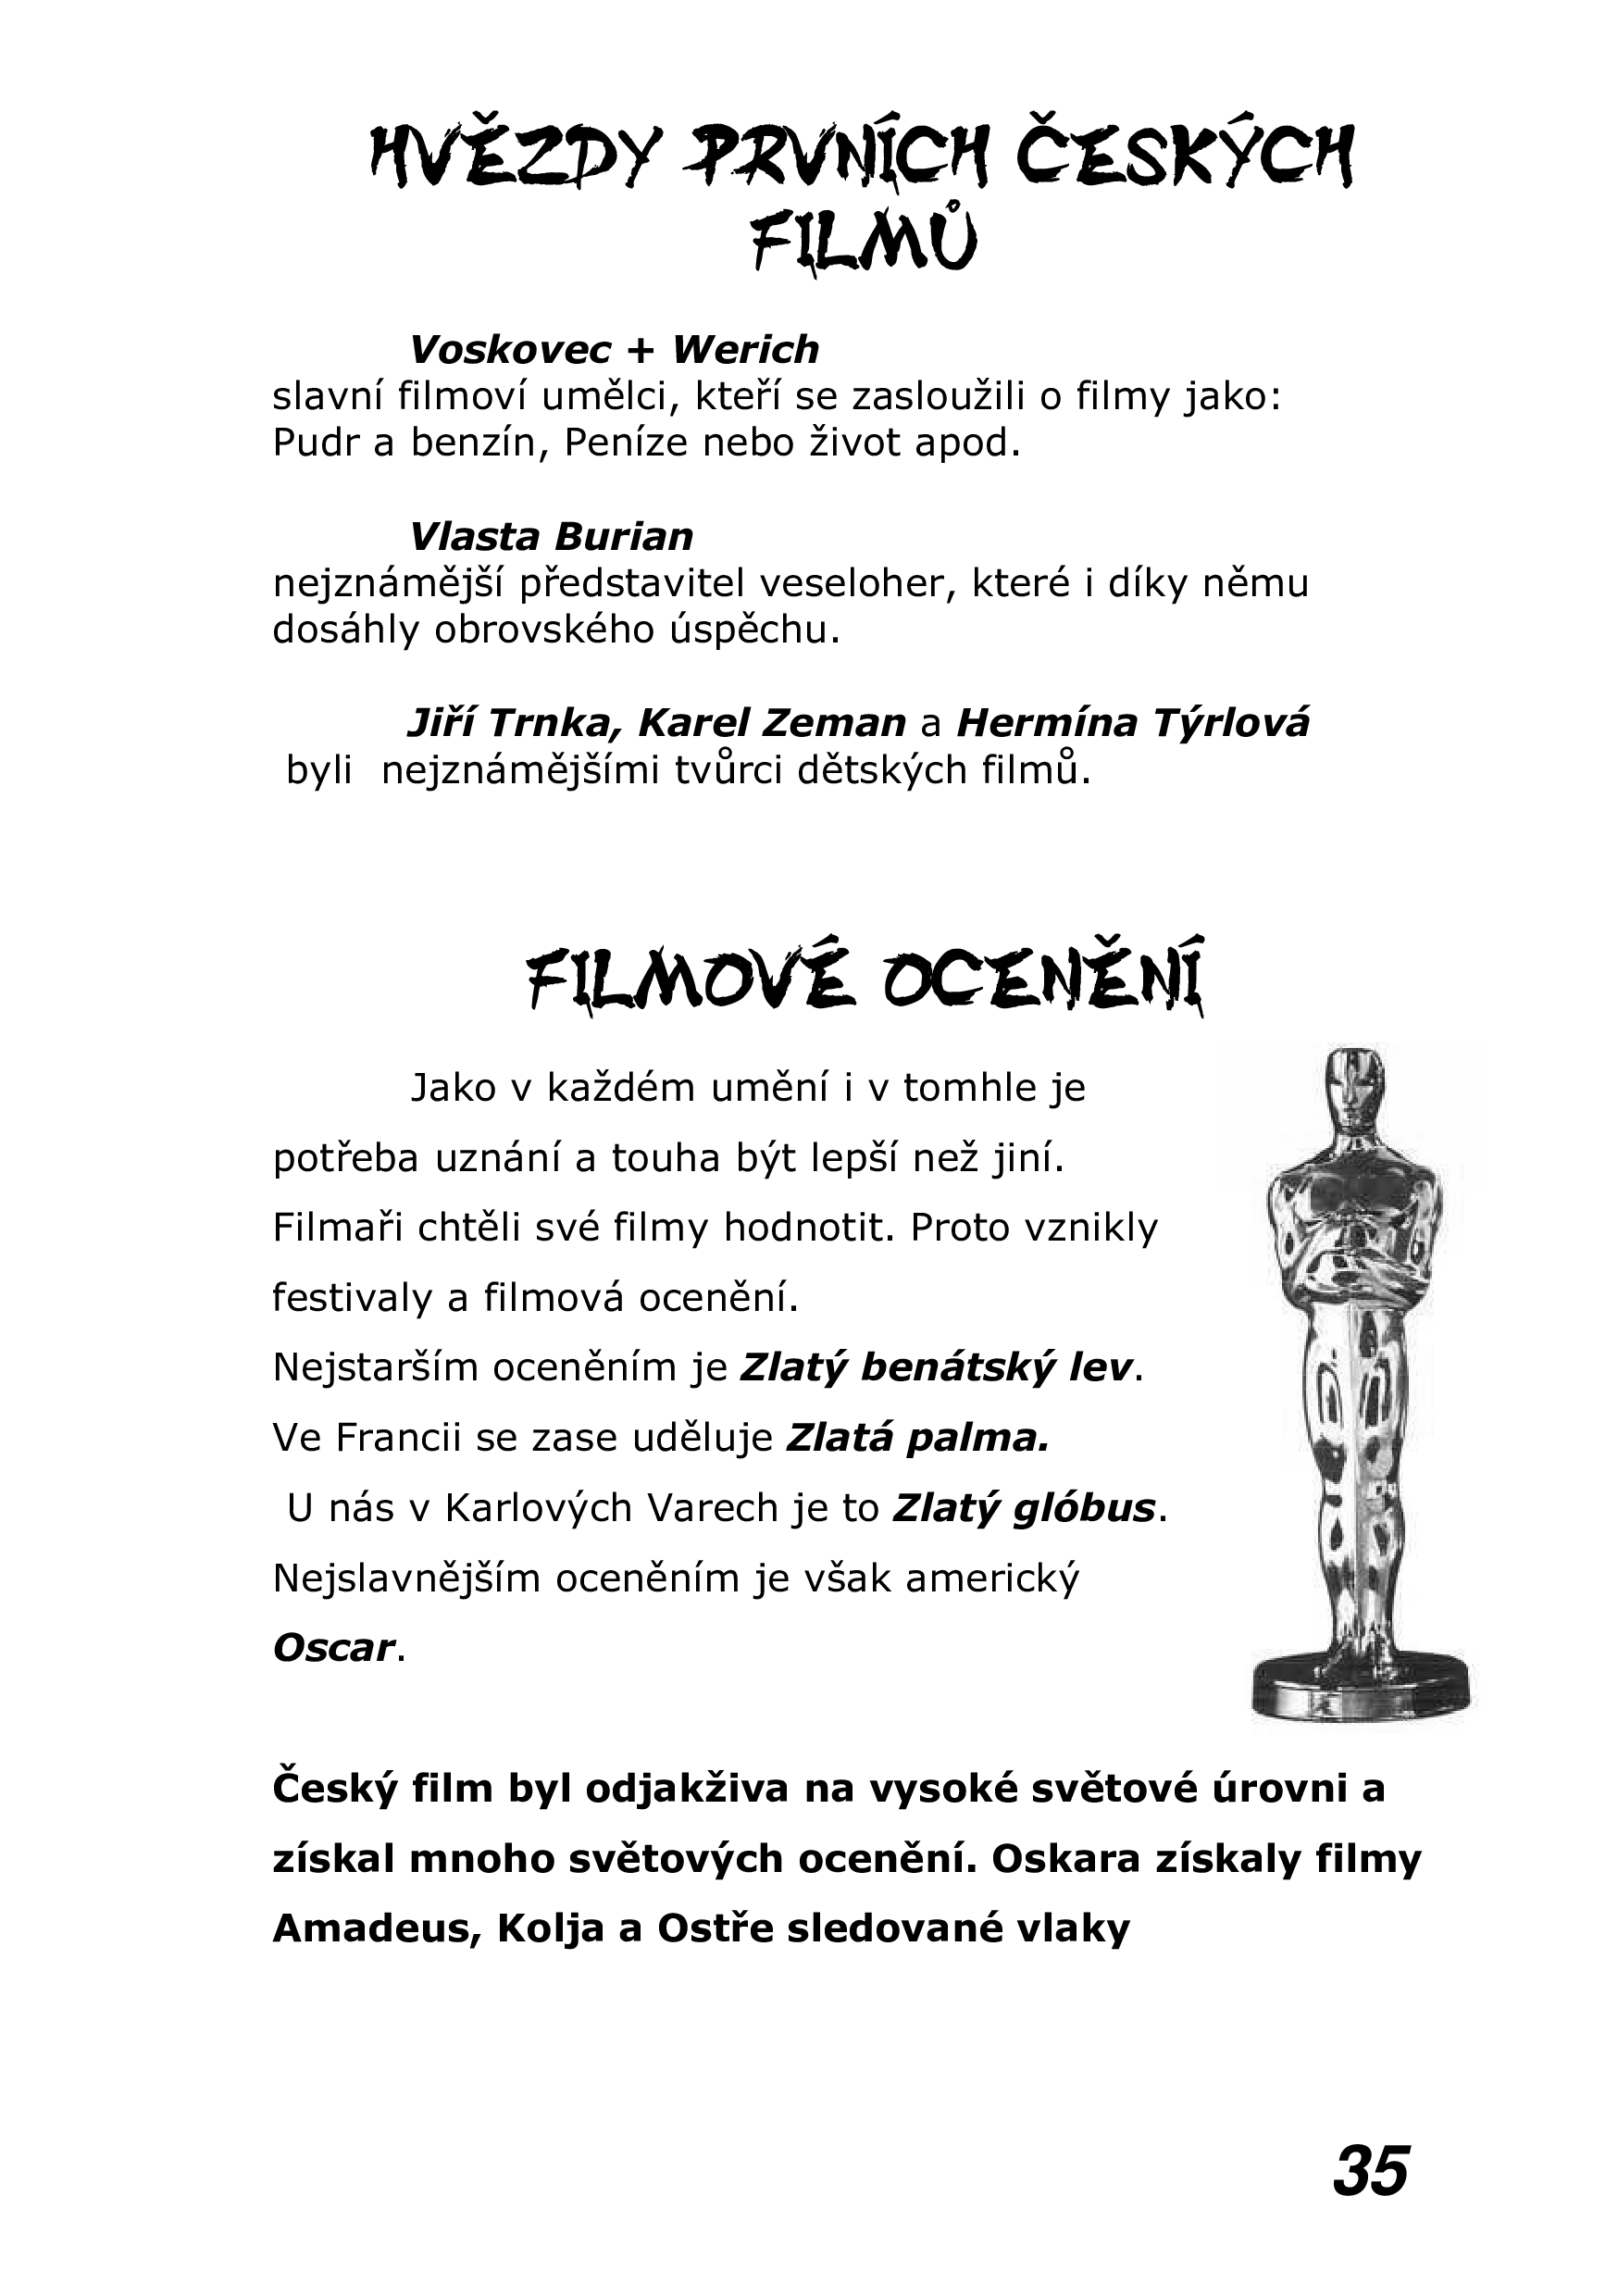 HVĚZDY PRVNÍCH ČESKÝCH
FILMŮ
Voskovec + Werich
slavní filmoví umělci, kteří se zasloužili o filmy jako:
Pudr a benzín, Peníze nebo život apod.
Vlasta Burian
nejznámější představitel veseloher, které i díky němu
dosáhly obrovského úspěchu.
Jiří Trnka, Karel Zeman a Hermína Týrlová
byli nejznámějšími tvůrci dětských filmů.
FILMOVÉ OCENĚNÍ
Jako v každém umění i v tomhle je
potřeba uznání a touha být lepší než jiní.
Filmaři chtěli své filmy hodnotit. Proto vznikly
festivaly a filmová ocenění.
Nejstarším oceněním je Zlatý benátský lev.
Ve Francii se zase uděluje Zlatá palma.
U nás v Karlových Varech je to Zlatý glóbus.
Nejslavnějším oceněním je však americký
Oscar.
Český film byl odjakživa na vysoké světové úrovni a
získal mnoho světových ocenění. Oskara získaly filmy
Amadeus, Kolja a Ostře sledované vlaky
35